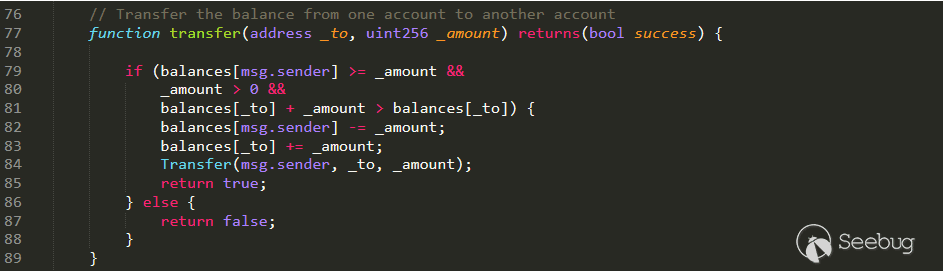 76 // Transfer the balance from one account to another account
77 function transfer(address _to, uint256 _amount) returns(bool success) {
78
79 if (balances[msg.sender] >= _amount &&
80 _amount > 0 &&
81 balances[_to] + _amount > balances[_to]) {
82 balances[msg.sender] -= _amount;
83 balances[_to] += _amount;
84 Transfer(msg.sender, _to, _amount);
85 return true;
86 } else {
87 return false;
88 }
89 }
Seebug